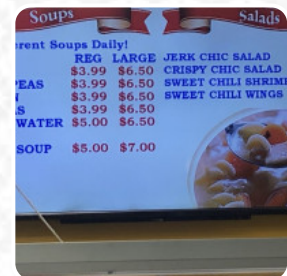 Soups
Salads
erent Soups Daily!
REG LARGE
$3.99 $6.50
PEAS $3.99 $6.50
N $3.99 $6.50
S $3.99 $6.50
WATER $5.00 $6.50
SOUP $5.00 $7.00
JERK CHIC SALAD
CRISPY CHIC SALAD
SWEET CHILI SHRIMP
SWEET CHILI WINGS